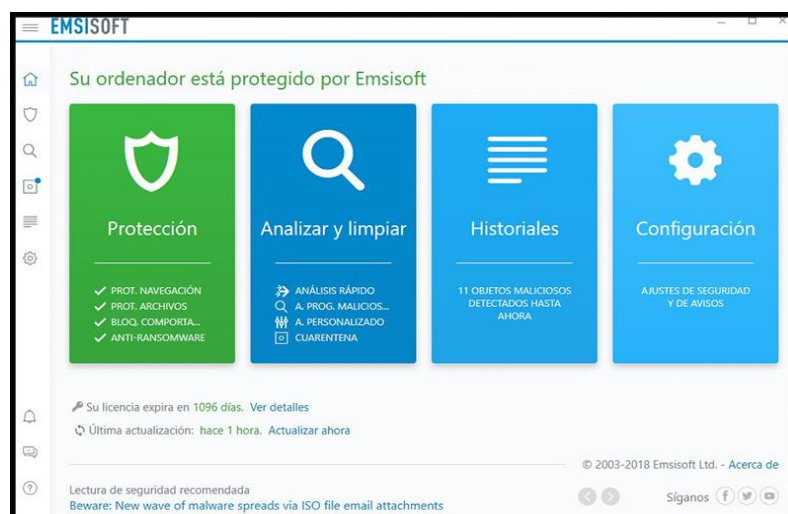 EMSISOFT
Su ordenador está protegido por Emsisoft
Protección
PROT. NAVEGACIÓN
PROT. ARCHIVOS
BLOQ. COMPORTA...
ANTI-RANSOMWARE
Analizar y limpiar
ANÁLISIS RÁPIDO
A. PROG. MALICIOS...
A. PERSONALIZADO
CUARENTENA
Historiales
11 OBJETOS MALICIOSOS
DETECTADOS HASTA
AHORA
Configuración
AJUSTES DE SEGURIDAD
Y DE AVISOS
Su licencia expira en 1096 días. Ver detalles
Última actualización: hace 1 hora. Actualizar ahora
© 2003-2018 Emsisoft Ltd. - Acerca de
Lectura de seguridad recomendada
Beware: New wave of malware spreads via ISO file email attachments
Síganos